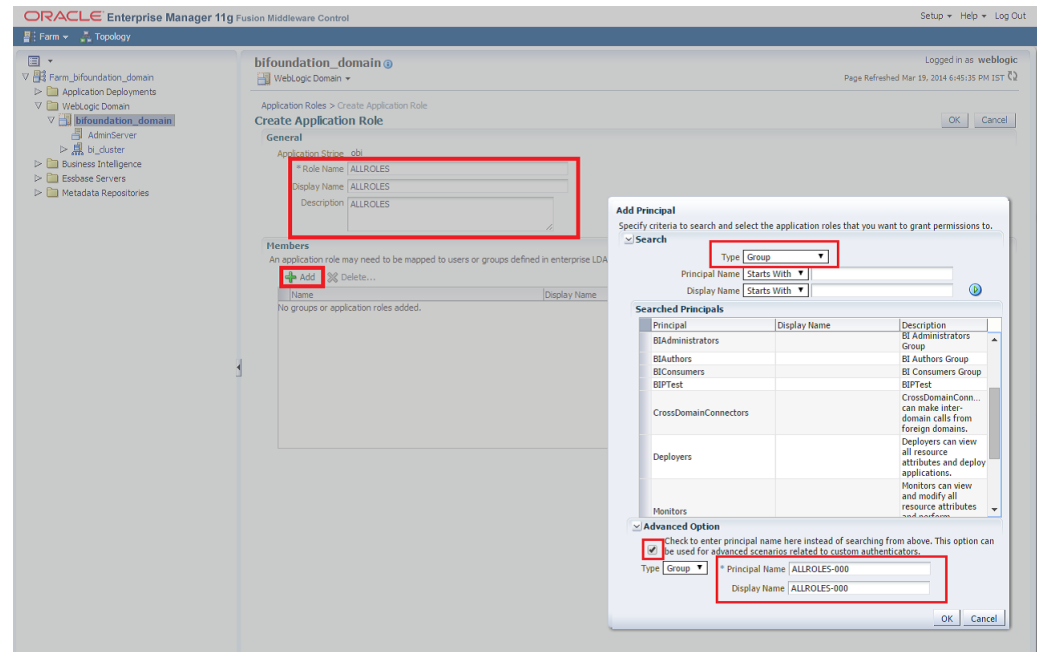 ORACLE Enterprise Manager 11g Fusion Middleware Control
Setup Help Log Out
Farm Topology
Farm_bifoundation_domain
Application Deployments
WebLogic Domain
bifoundation_domain
AdminServer
bi_cluster
Business Intelligence
Essbase Servers
Metadata Repositories
bifoundation_domain
Logged in as weblogic
WebLogic Domain
Page Refreshed Mar 19, 2014 6:45:35 PM IST
Application Roles > Create Application Role
Create Application Role
OK Cancel
General
Application Stripe obi
* Role Name ALLROLES
Display Name ALLROLES
Description ALLROLES
Members
An application role may need to be mapped to users or groups defined in enterprise LDA
Add Delete...
Name Display Name
No groups or application roles added.
Add Principal
Specify criteria to search and select the application roles that you want to grant permissions to.
Search
Type Group
Principal Name Starts With
Display Name Starts With
Searched Principals
Principal Display Name Description
BIAdministrators BI Administrators
Group
BIAuthors BI Authors Group
BIConsumers BI Consumers Group
BIPTest BIPTest
CrossDomainConnectors CrossDomainConn...
can make inter-
domain calls from
foreign domains.
Deployers Deployers can view
all resource
attributes and deploy
applications.
Monitors Monitors can view
and modify all
resource attributes
and perform
Advanced Option
Check to enter principal name here instead of searching from above. This option can
be used for advanced scenarios related to custom authenticators.
Type Group * Principal Name ALLROLES-000
Display Name ALLROLES-000
OK Cancel